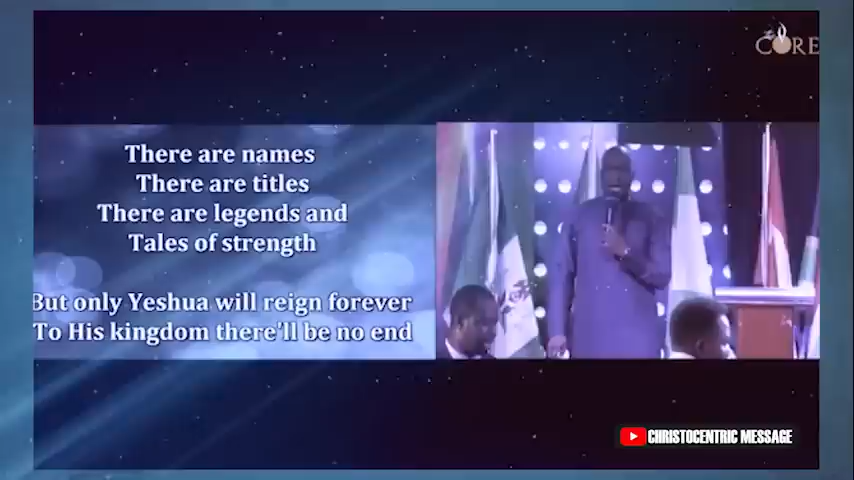 There are names
There are titles
There are legends and
Tales of strength
But only Yeshua will reign forever
To His kingdom there'll be no end
CORE
CHRISTOCENTRIC MESSAGE